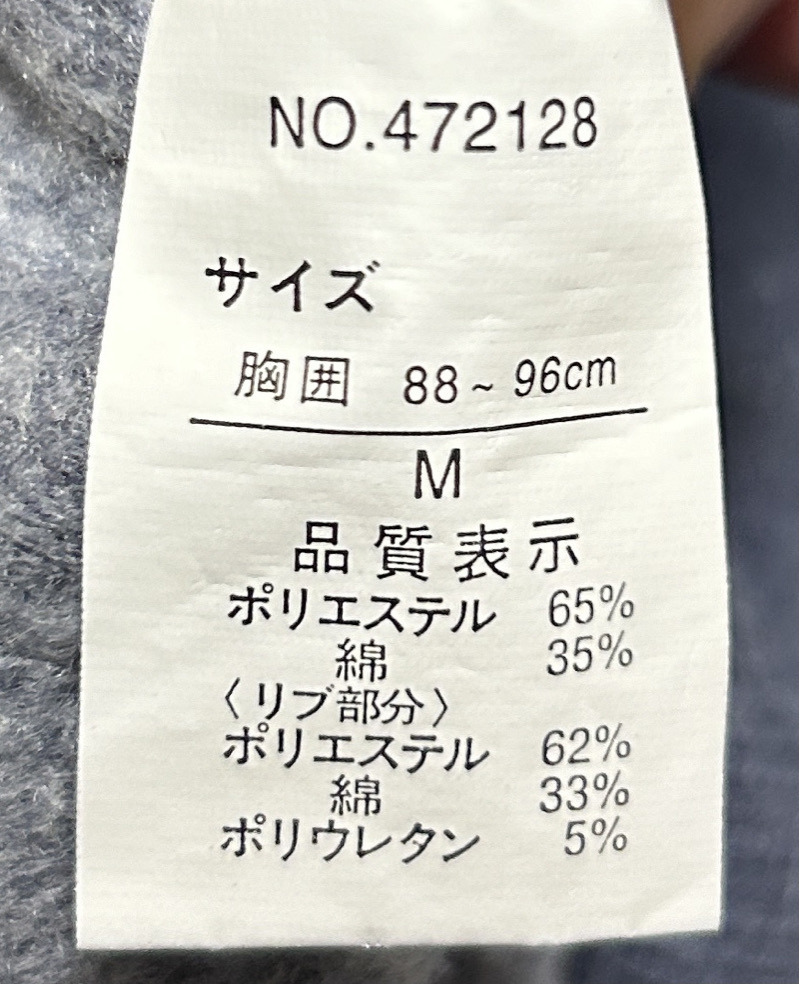 NO.472128
サイズ
胸囲 88~96cm
M
品質表示
ポリエステル 65%
綿 35%
〈リブ部分〉
ポリエステル 62%
綿 33%
ポリウレタン 5%